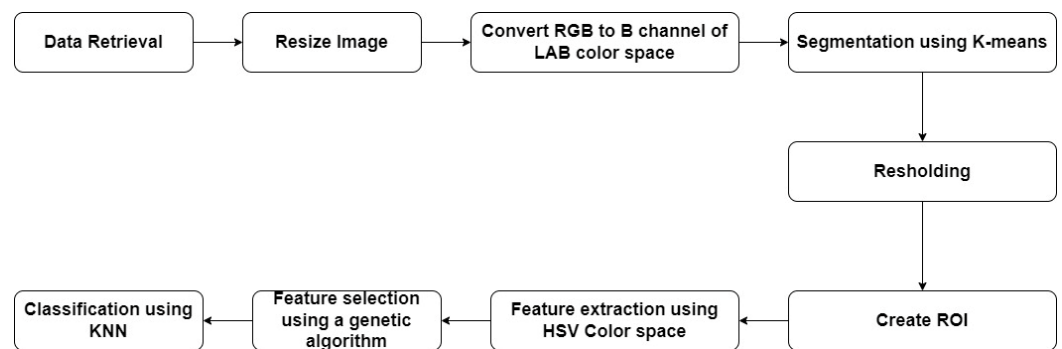 Data Retrieval
Resize Image
Convert RGB to B channel of
LAB color space
Segmentation using K-means
Resholding
Create ROI
Feature extraction using
HSV Color space
Feature selection
using a genetic
algorithm
Classification using
KNN